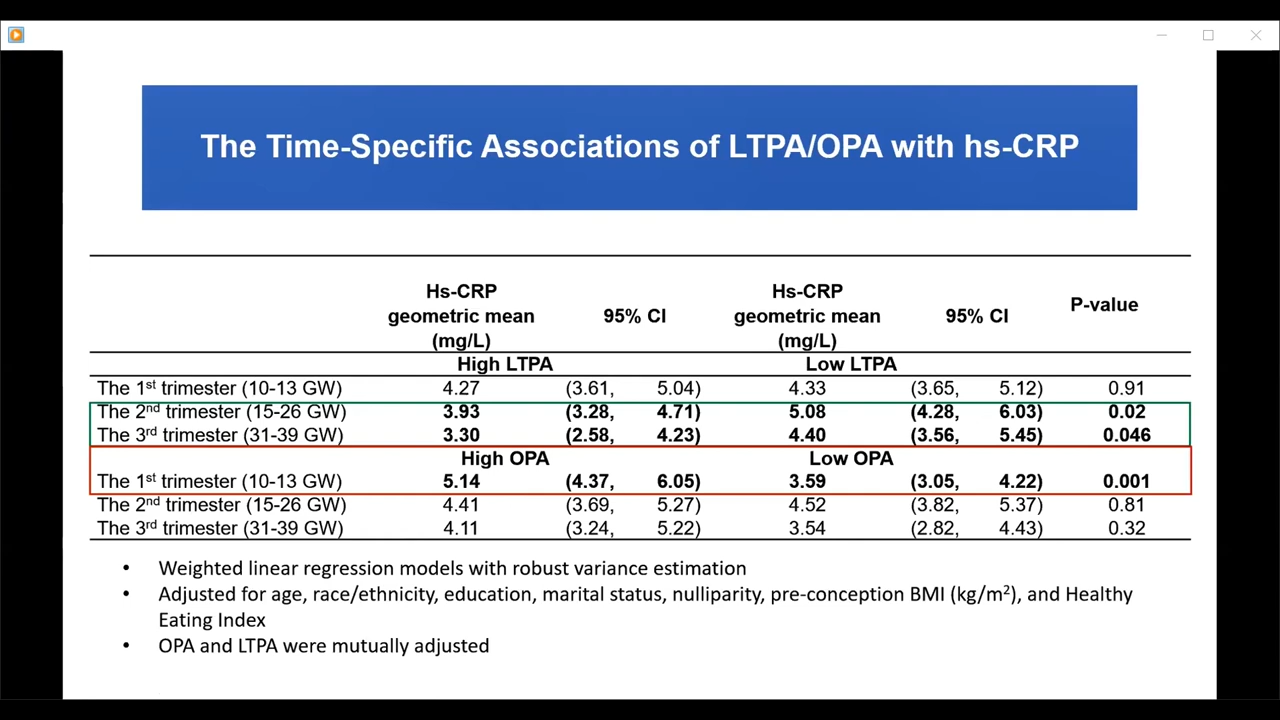 The Time-Specific Associations of LTPA/OPA with hs-CRP
Hs-CRP geometric mean (mg/L) 95% CI Hs-CRP geometric mean (mg/L) 95% CI P-value
High LTPA Low LTPA
The 1st trimester (10-13 GW) 4.27 (3.61, 5.04) 4.33 (3.65, 5.12) 0.91
The 2nd trimester (15-26 GW) 3.93 (3.28, 4.71) 5.08 (4.28, 6.03) 0.02
The 3rd trimester (31-39 GW) 3.30 (2.58, 4.23) 4.40 (3.56, 5.45) 0.046
High OPA Low OPA
The 1st trimester (10-13 GW) 5.14 (4.37, 6.05) 3.59 (3.05, 4.22) 0.001
The 2nd trimester (15-26 GW) 4.41 (3.69, 5.27) 4.52 (3.82, 5.37) 0.81
The 3rd trimester (31-39 GW) 4.11 (3.24, 5.22) 3.54 (2.82, 4.43) 0.32
• Weighted linear regression models with robust variance estimation
• Adjusted for age, race/ethnicity, education, marital status, nulliparity, pre-conception BMI (kg/m²), and Healthy
Eating Index
• OPA and LTPA were mutually adjusted